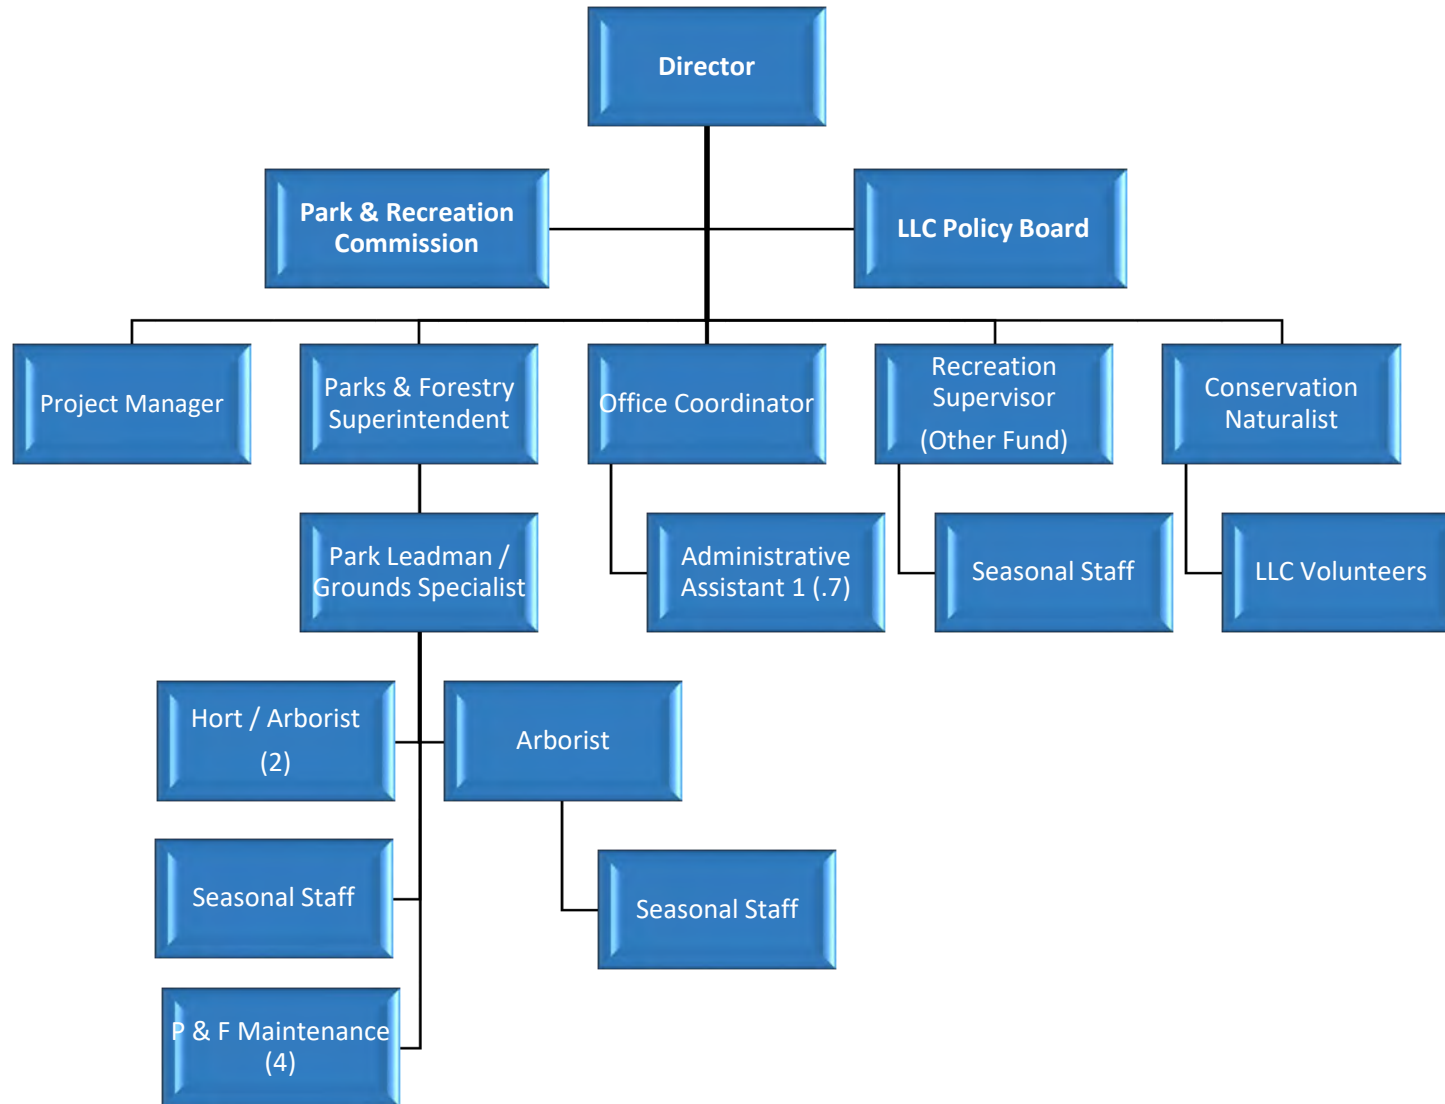 Director
Park & Recreation
Commission
LLC Policy Board
Project Manager
Parks & Forestry
Superintendent
Office Coordinator
Recreation
Supervisor
(Other Fund)
Conservation
Naturalist
Park Leadman /
Grounds Specialist
Administrative
Assistant 1 (.7)
Seasonal Staff
LLC Volunteers
Hort / Arborist
(2)
Arborist
Seasonal Staff
Seasonal Staff
P & F Maintenance
(4)